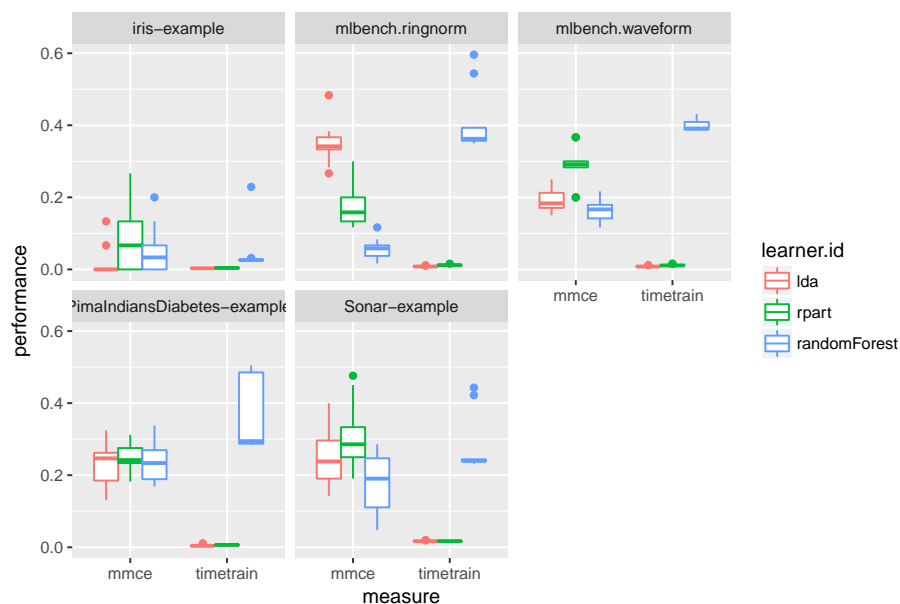 iris−example
mlbench.ringnorm
mlbench.waveform
0.6
0.4
0.2
0.0
mmce
timetrain
PimaIndiansDiabetes−example
Sonar−example
0.6
0.4
0.2
0.0
mmce
timetrain
mmce
timetrain
performance
measure
learner.id
lda
rpart
randomForest